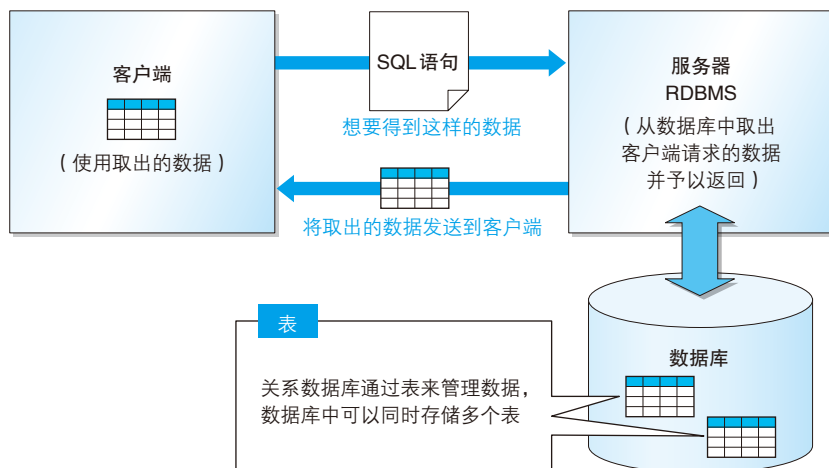 客户端
（使用取出的数据）
SQL语句
想要得到这样的数据
将取出的数据发送到客户端
服务器
RDBMS
（从数据库中取出
客户端请求的数据
并予以返回）
表
关系数据库通过表来管理数据，
数据库中可以同时存储多个表
数据库